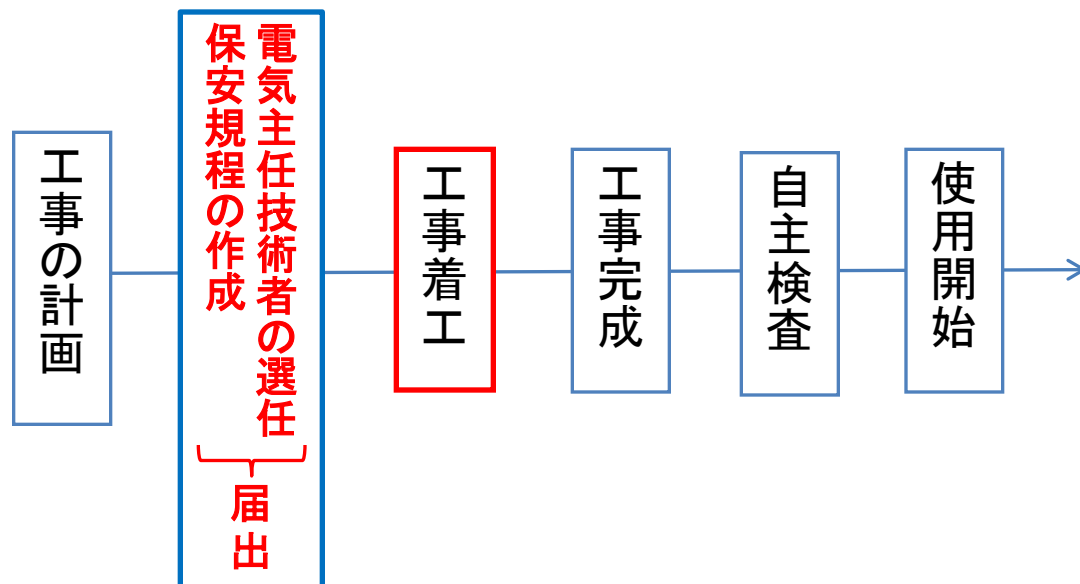 工事の計画
電気主任技術者の選任
保安規程の作成
届出
工事着工
工事完成
自主検査
使用開始